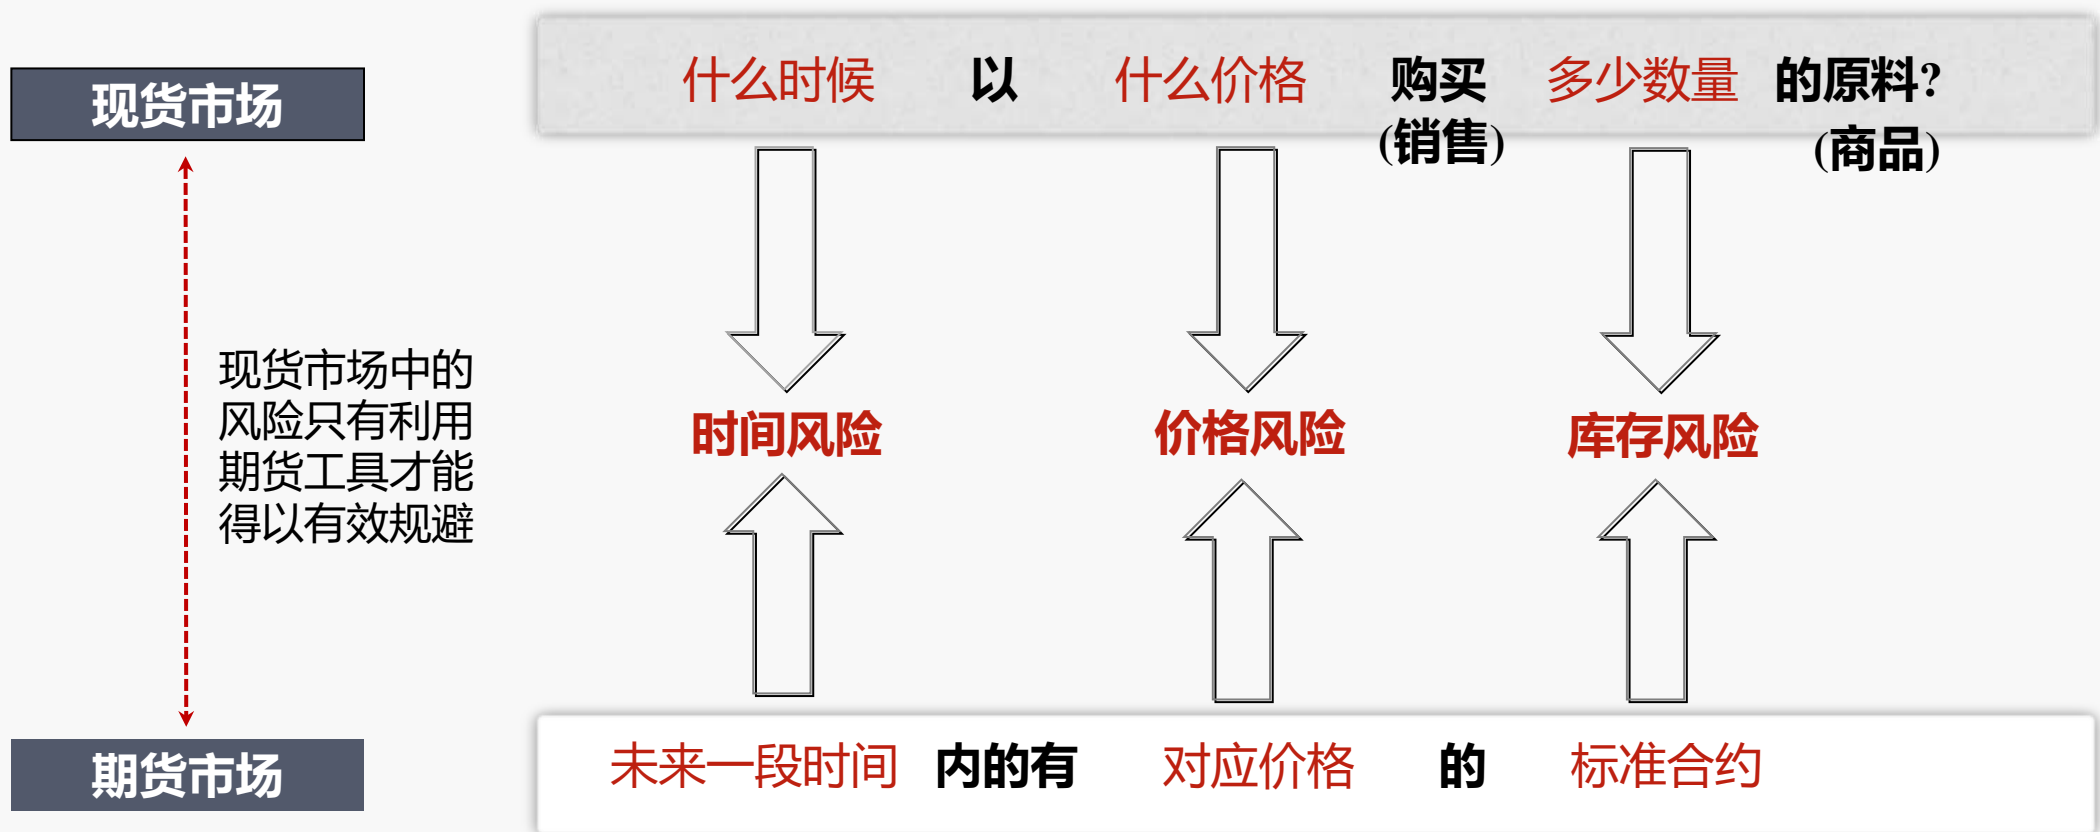 现货市场
什么时候 以 什么价格 购买 多少数量 的原料?
(销售) (商品)
现货市场中的
风险只有利用
期货工具才能
得以有效规避
时间风险 价格风险 库存风险
期货市场
未来一段时间 内的有 对应价格 的 标准合约